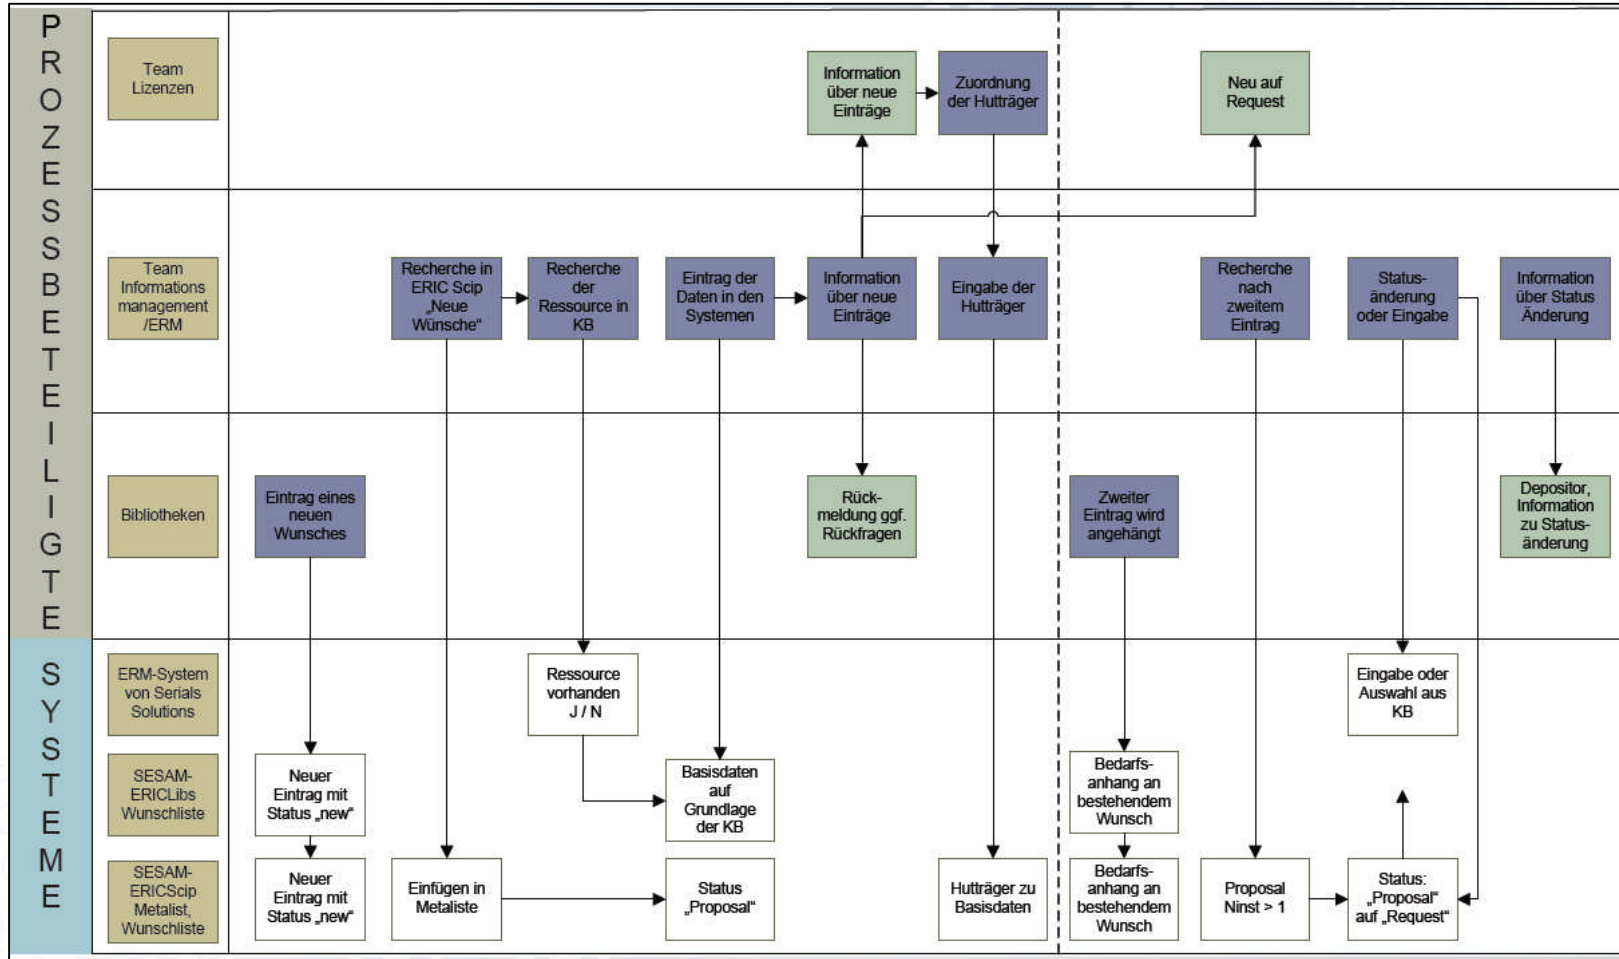 PROZESSBETEILIGTE
Team
Lizenzen
Information
über neue
Einträge
Zuordnung
der Hutträger
Neu auf
Request
Team
Informations
management
/ERM
Recherche in
ERIC Scip
„Neue
Wünsche“
Recherche
der
Ressource in
KB
Eintrag der
Daten in den
Systemen
Information
über neue
Einträge
Eingabe der
Hutträger
Recherche
nach
zweitem
Eintrag
Status-
änderung
oder Eingabe
Information
über Status
Änderung
Bibliotheken
Eintrag eines
neuen
Wunsches
Rück-
meldung ggf.
Rückfragen
Zweiter
Eintrag wird
angehängt
Depositor,
Information
zu Status-
änderung
SYSTEME
ERM-System
von Serials
Solutions
Ressource
vorhanden
J / N
Eingabe oder
Auswahl aus
KB
SESAM-
ERICLibs
Wunschliste
Neuer
Eintrag mit
Status „new“
Basisdaten
auf
Grundlage
der KB
Bedarfs-
anhang an
bestehendem
Wunsch
SESAM-
ERICScip
Metalist,
Wunschliste
Neuer
Eintrag mit
Status „new“
Einfügen in
Metaliste
Status
„Proposal“
Hutträger zu
Basisdaten
Bedarfs-
anhang an
bestehendem
Wunsch
Proposal
Ninst > 1
Status:
„Proposal“
auf „Request“